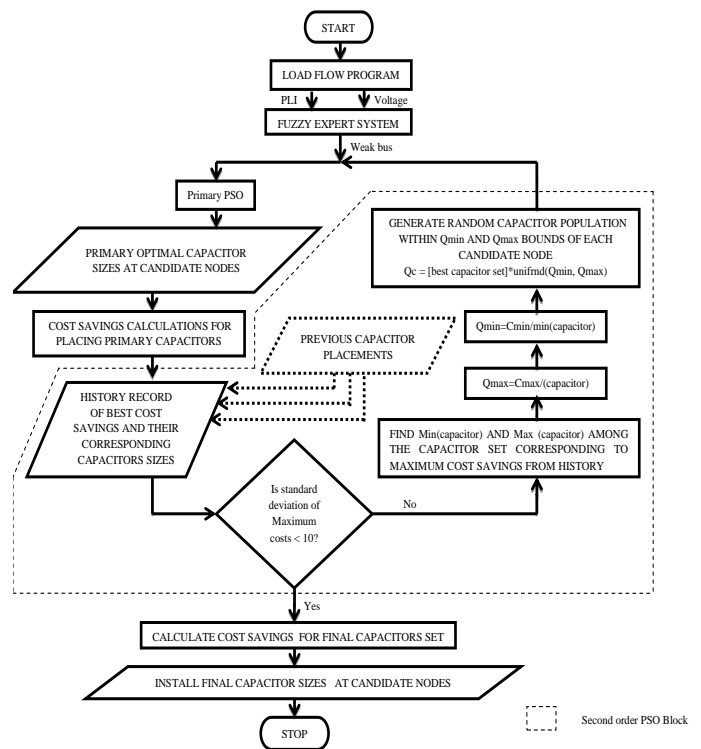 START
LOAD FLOW PROGRAM
PLI
Voltage
FUZZY EXPERT SYSTEM
Weak bus
Primary PSO
PRIMARY OPTIMAL CAPACITOR
SIZES AT CANDIDATE NODES
COST SAVINGS CALCULATIONS FOR
PLACING PRIMARY CAPACITORS
PREVIOUS CAPACITOR
PLACEMENTS
HISTORY RECORD
OF BEST COST
SAVINGS AND THEIR
CORRESPONDING
CAPACITORS SIZES
GENERATE RANDOM CAPACITOR POPULATION
WITHIN Qmin AND Qmax BOUNDS OF EACH
CANDIDATE NODE
Qc = [best capacitor set]*unifrnd(Qmin, Qmax)
Qmin=Cmin/min(capacitor)
Qmax=Cmax/(capacitor)
FIND Min(capacitor) AND Max (capacitor) AMONG
THE CAPACITOR SET CORRESPONDING TO
MAXIMUM COST SAVINGS FROM HISTORY
Is standard
deviation of
Maximum
costs < 10?
No
Yes
CALCULATE COST SAVINGS FOR FINAL CAPACITORS SET
INSTALL FINAL CAPACITOR SIZES AT CANDIDATE NODES
STOP
Second order PSO Block